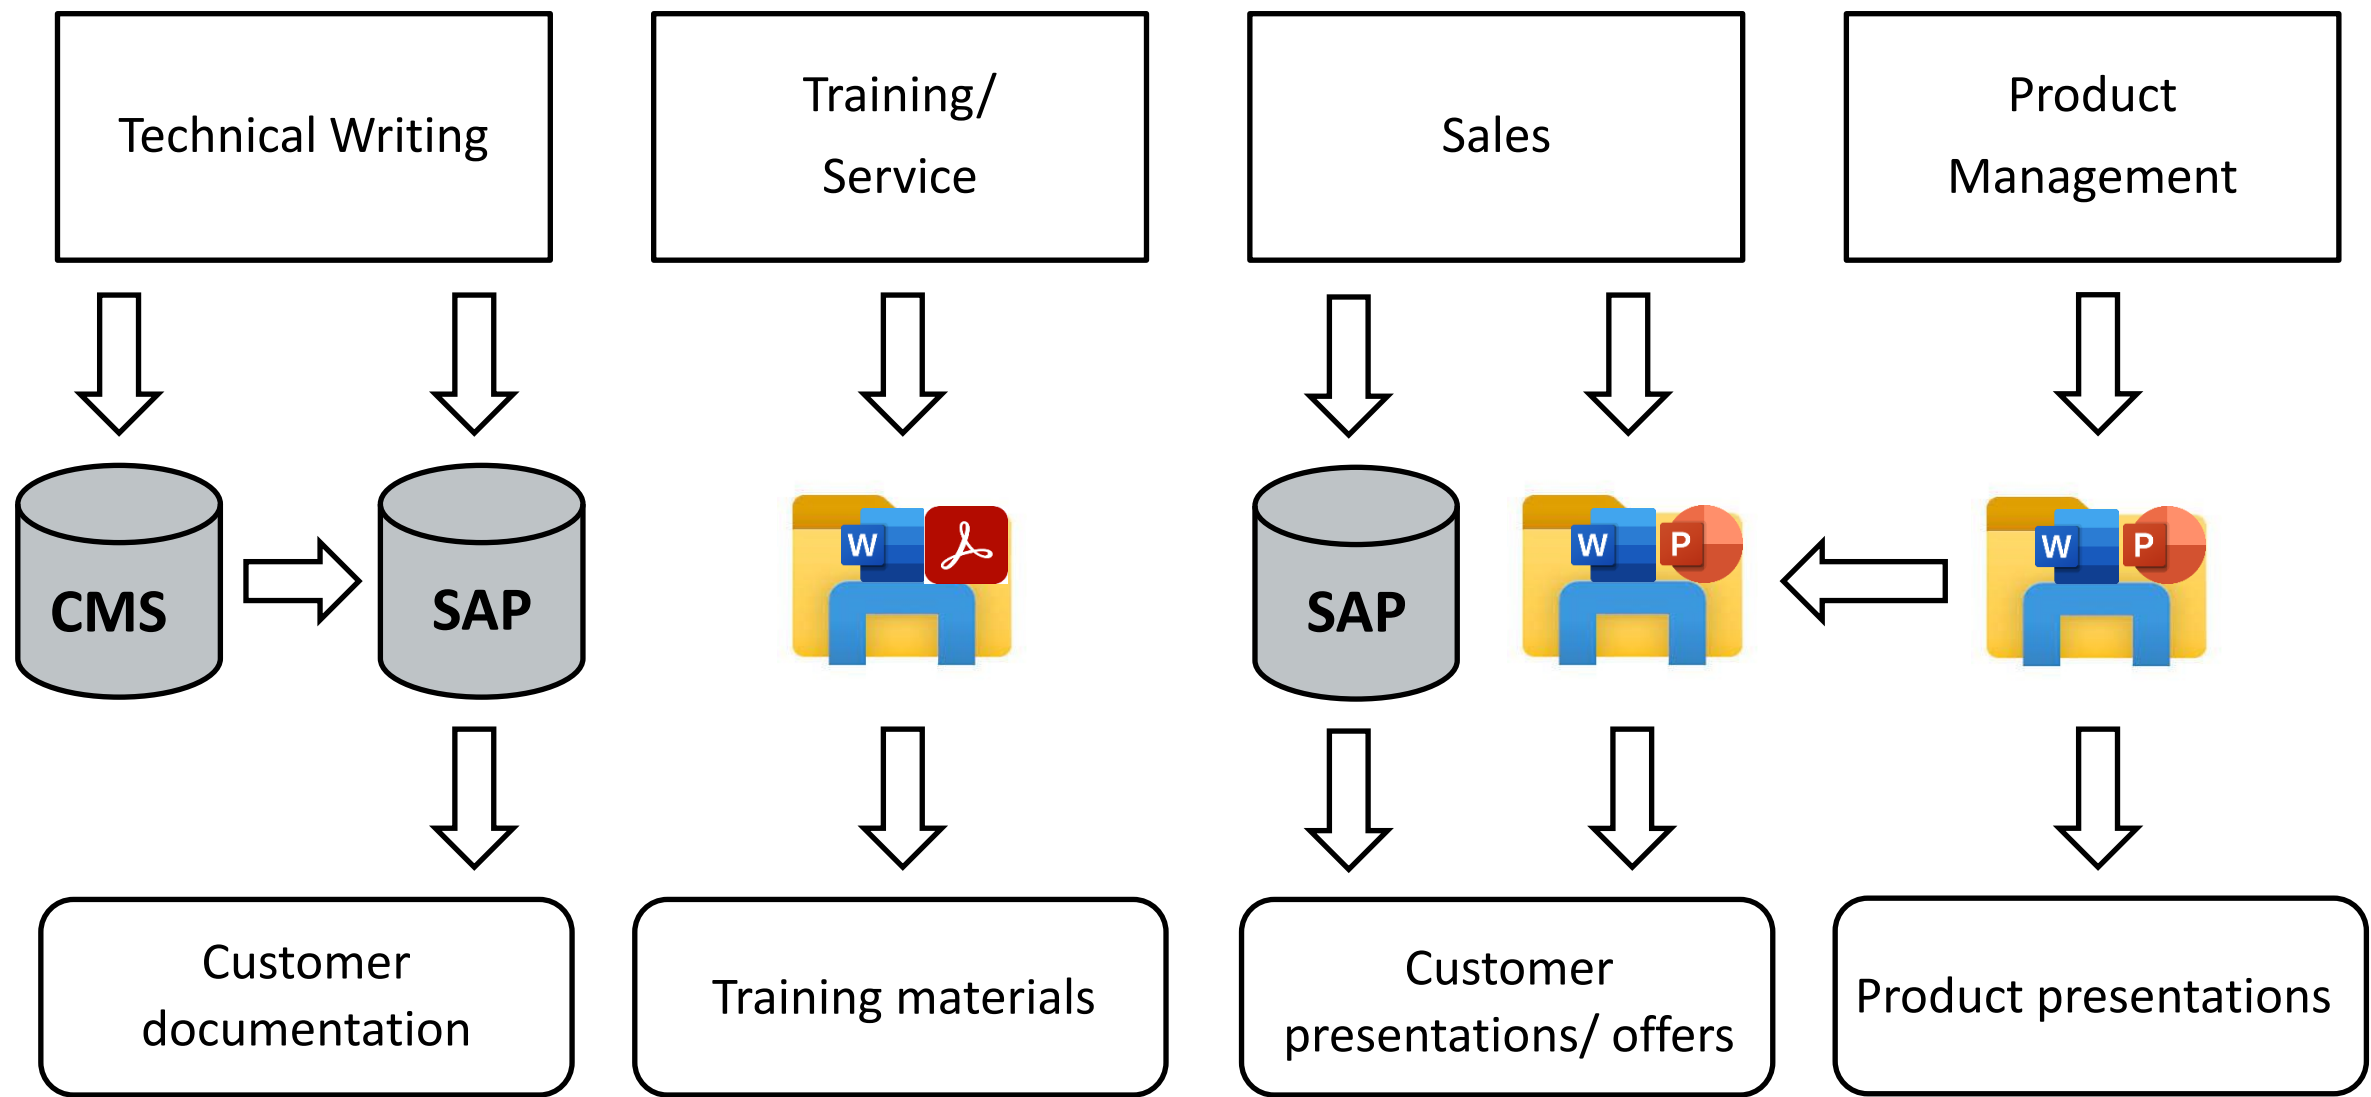 Technical Writing
Training/
Service
Sales
Product
Management
CMS
SAP
W
SAP
W P
W P
Customer
documentation
Training materials
Customer
presentations/ offers
Product presentations